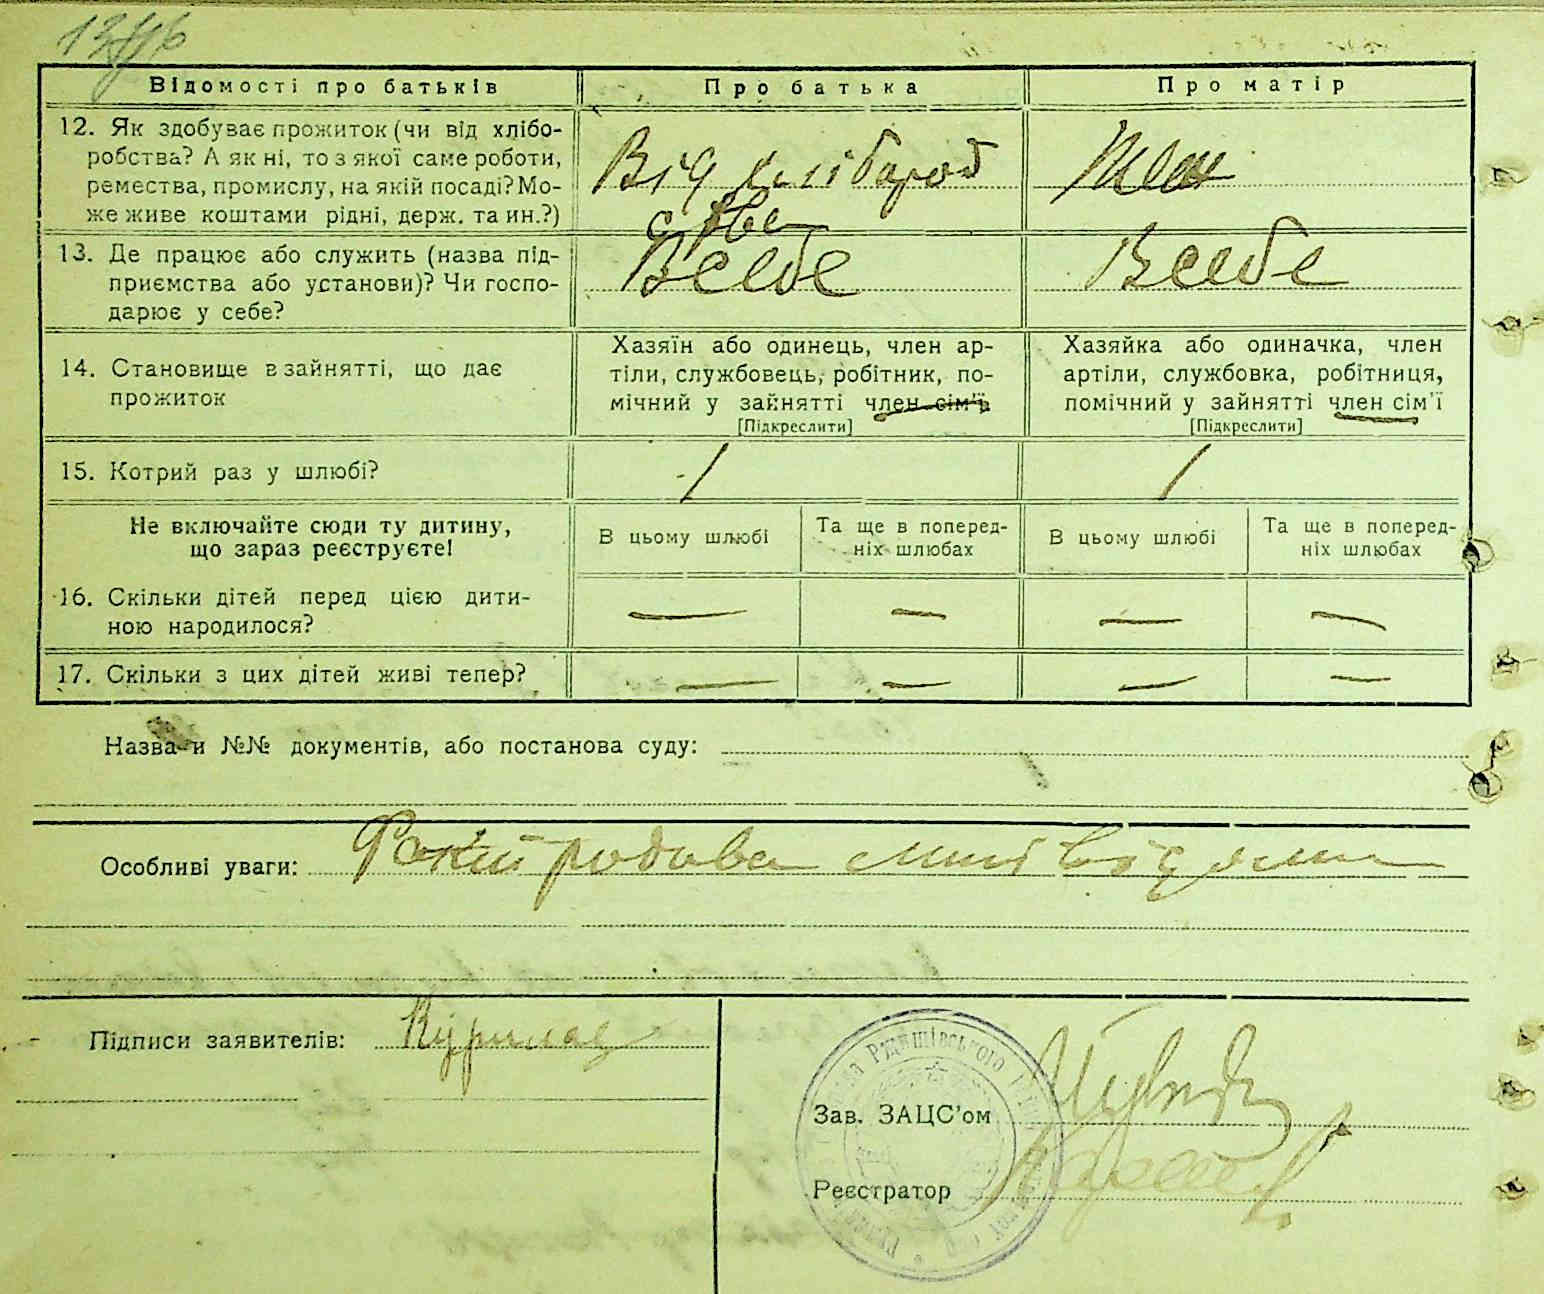 Відомості про батьків
Про батька
Про матір
12. Як здобуває прожиток (чи від хлібо-
робства? А як ні, то з якої саме роботи,
ремества, промислу, на якій посаді? Мо-
же живе коштами рідні, держ. та ин.?)
Від хлібороб
ства
13. Де працює або служить (назва під-
приємства або установи)? Чи госпо-
дарює у себе?
В себе
В себе
14. Становище в зайнятті, що дає
прожиток
Хазяїн або одинець, член ар-
тіли, службовець, робітник, по-
мічний у зайнятті член сім'ї
[Підкреслити]
Хазяйка або одиначка, член
артіли, службовка, робітниця,
помічний у зайнятті член сім'ї
[Підкреслити]
15. Котрий раз у шлюбі?
1
1
Не включайте сюди ту дитину,
що зараз реєструєте!
В цьому шлюбі
Та ще в поперед-
ніх шлюбах
В цьому шлюбі
Та ще в поперед-
ніх шлюбах
16. Скільки дітей перед цією дити-
ною народилося?
— — — —
17. Скільки з цих дітей живі тепер?
— — — —
Назва и №№ документів, або постанова суду:
Особливі уваги:
Підписи заявителів:
Зав. ЗАЦС'ом
Реєстратор